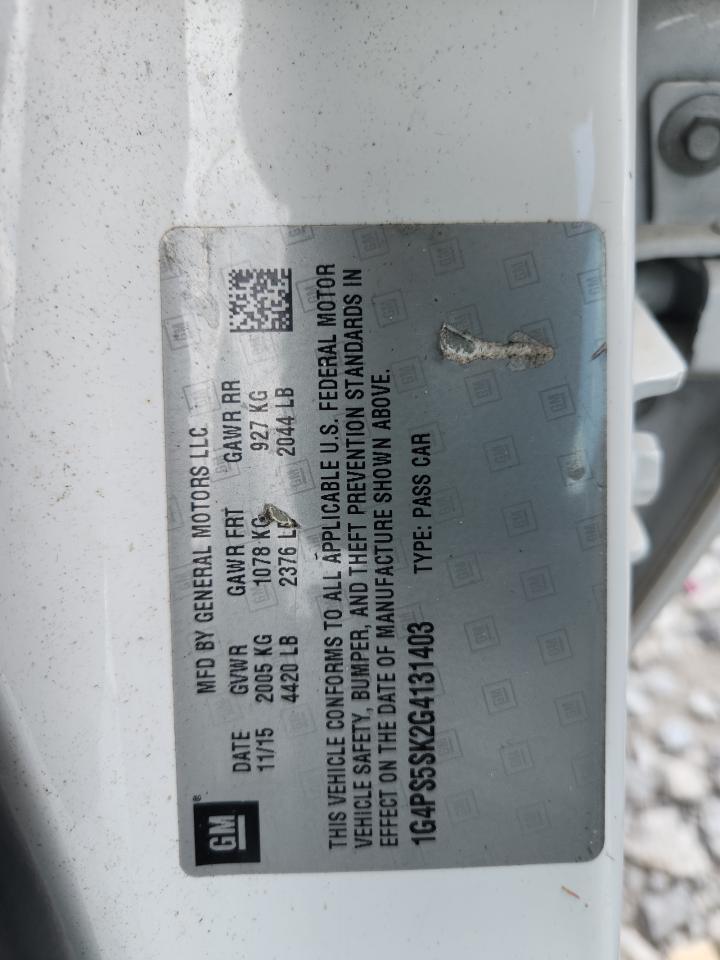 GM®
MFD BY GENERAL MOTORS LLC
DATE GVWR GAWR FRT GAWR RR
11/15 2005 KG 1078 KG 927 KG
4420 LB 2376 LB 2044 LB
THIS VEHICLE CONFORMS TO ALL APPLICABLE U.S. FEDERAL MOTOR
VEHICLE SAFETY, BUMPER, AND THEFT PREVENTION STANDARDS IN
EFFECT ON THE DATE OF MANUFACTURE SHOWN ABOVE.
1G4PS5SK2G4131403 TYPE: PASS CAR